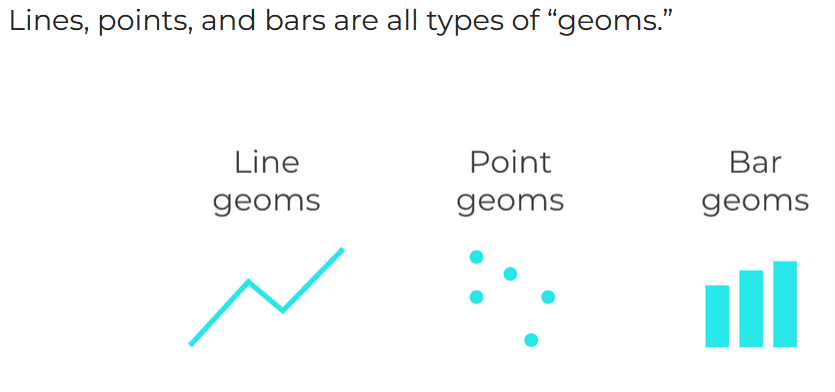 Lines, points, and bars are all types of “geoms.”
Line
geoms
Point
geoms
Bar
geoms